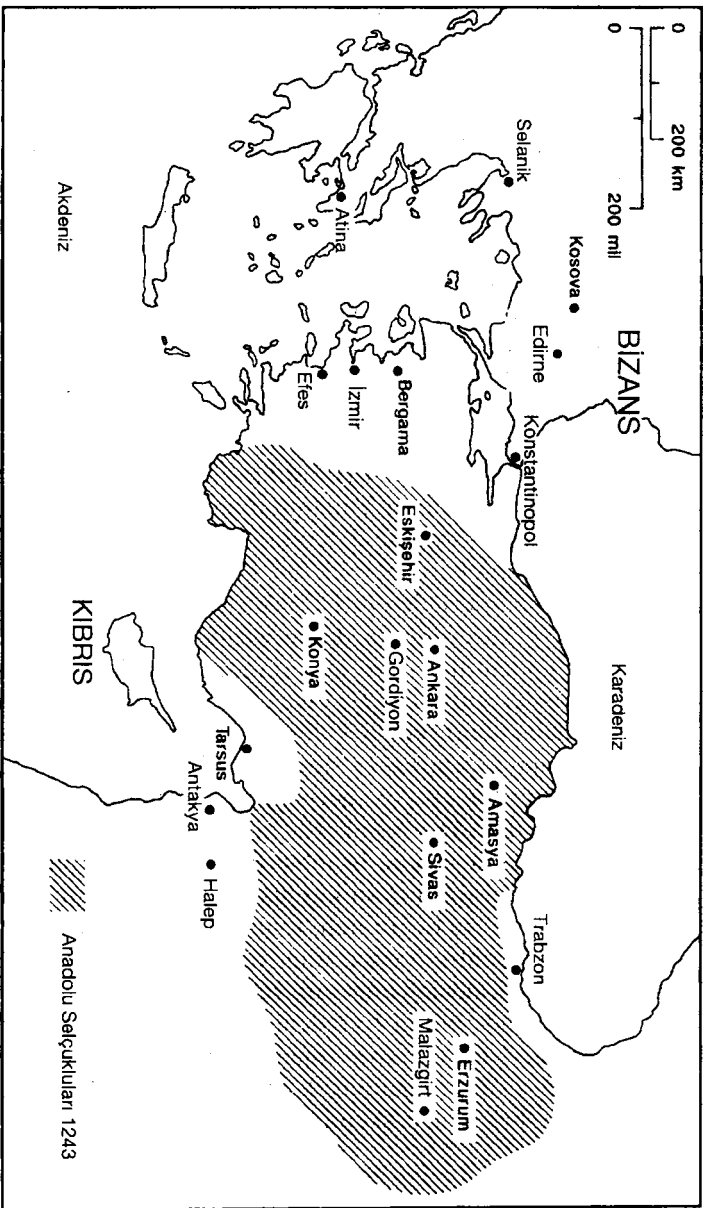 0 200 km
0 200 mil
BİZANS
Karadeniz
Kosova
Selanik
Edirne
Konstantinopol
Trabzon
Amasya
Erzurum
Eskişehir
Ankara
Sivas
Malazgirt
Bergama
Gordiyon
Atina
İzmir
Efes
Konya
Tarsus
Antakya
Halep
KIBRIS
Akdeniz
Anadolu Selçukluları 1243